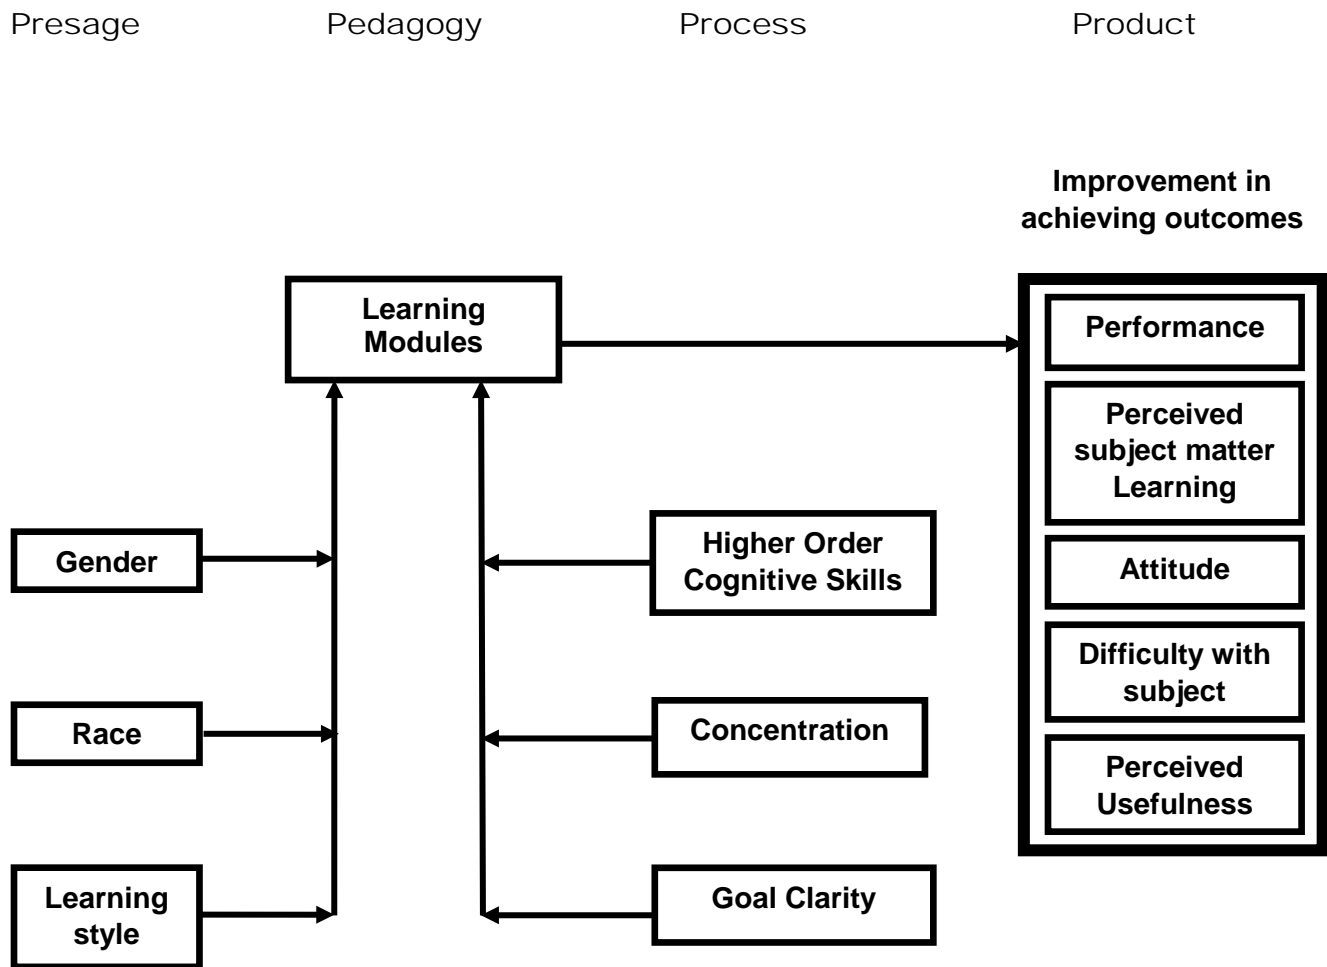 Presage Pedagogy Process Product
Improvement in
achieving outcomes
Learning
Modules
Performance
Perceived
subject matter
Learning
Gender
Higher Order
Cognitive Skills
Attitude
Difficulty with
subject
Race
Concentration
Perceived
Usefulness
Learning
style
Goal Clarity